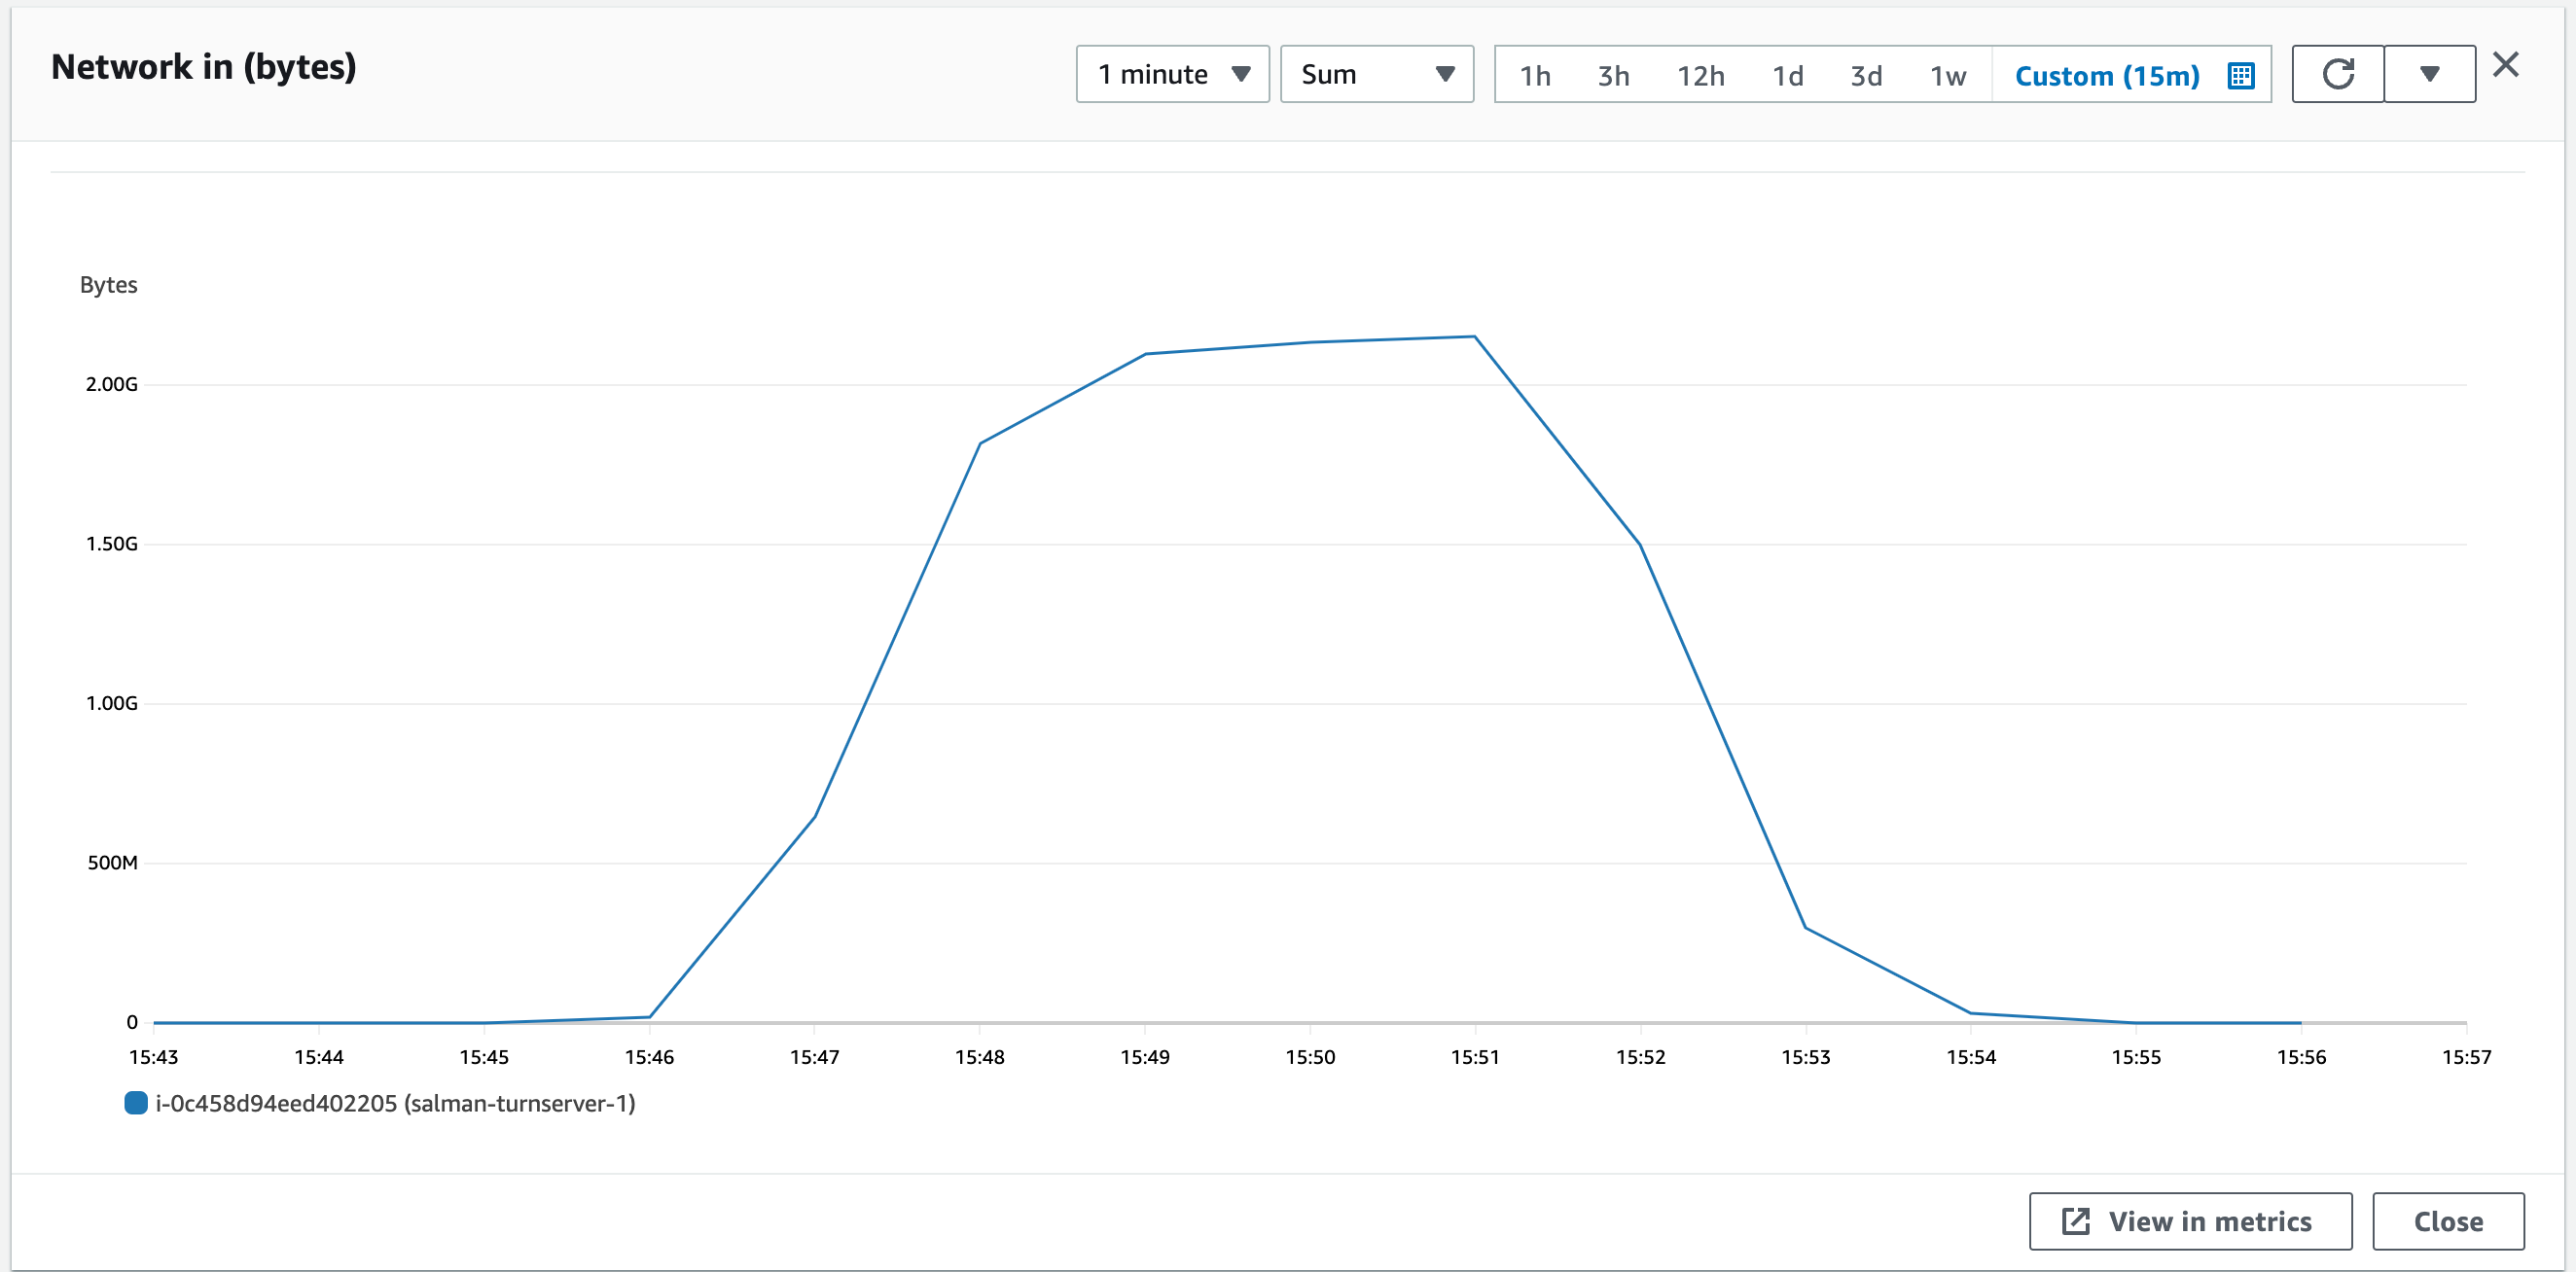 Network in (bytes)
1 minute Sum 1h 3h 12h 1d 3d 1w Custom (15m)
Bytes
2.00G
1.50G
1.00G
500M
0
15:43 15:44 15:45 15:46 15:47 15:48 15:49 15:50 15:51 15:52 15:53 15:54 15:55 15:56 15:57
i-0c458d94eed402205 (salman-turnserver-1)
View in metrics Close